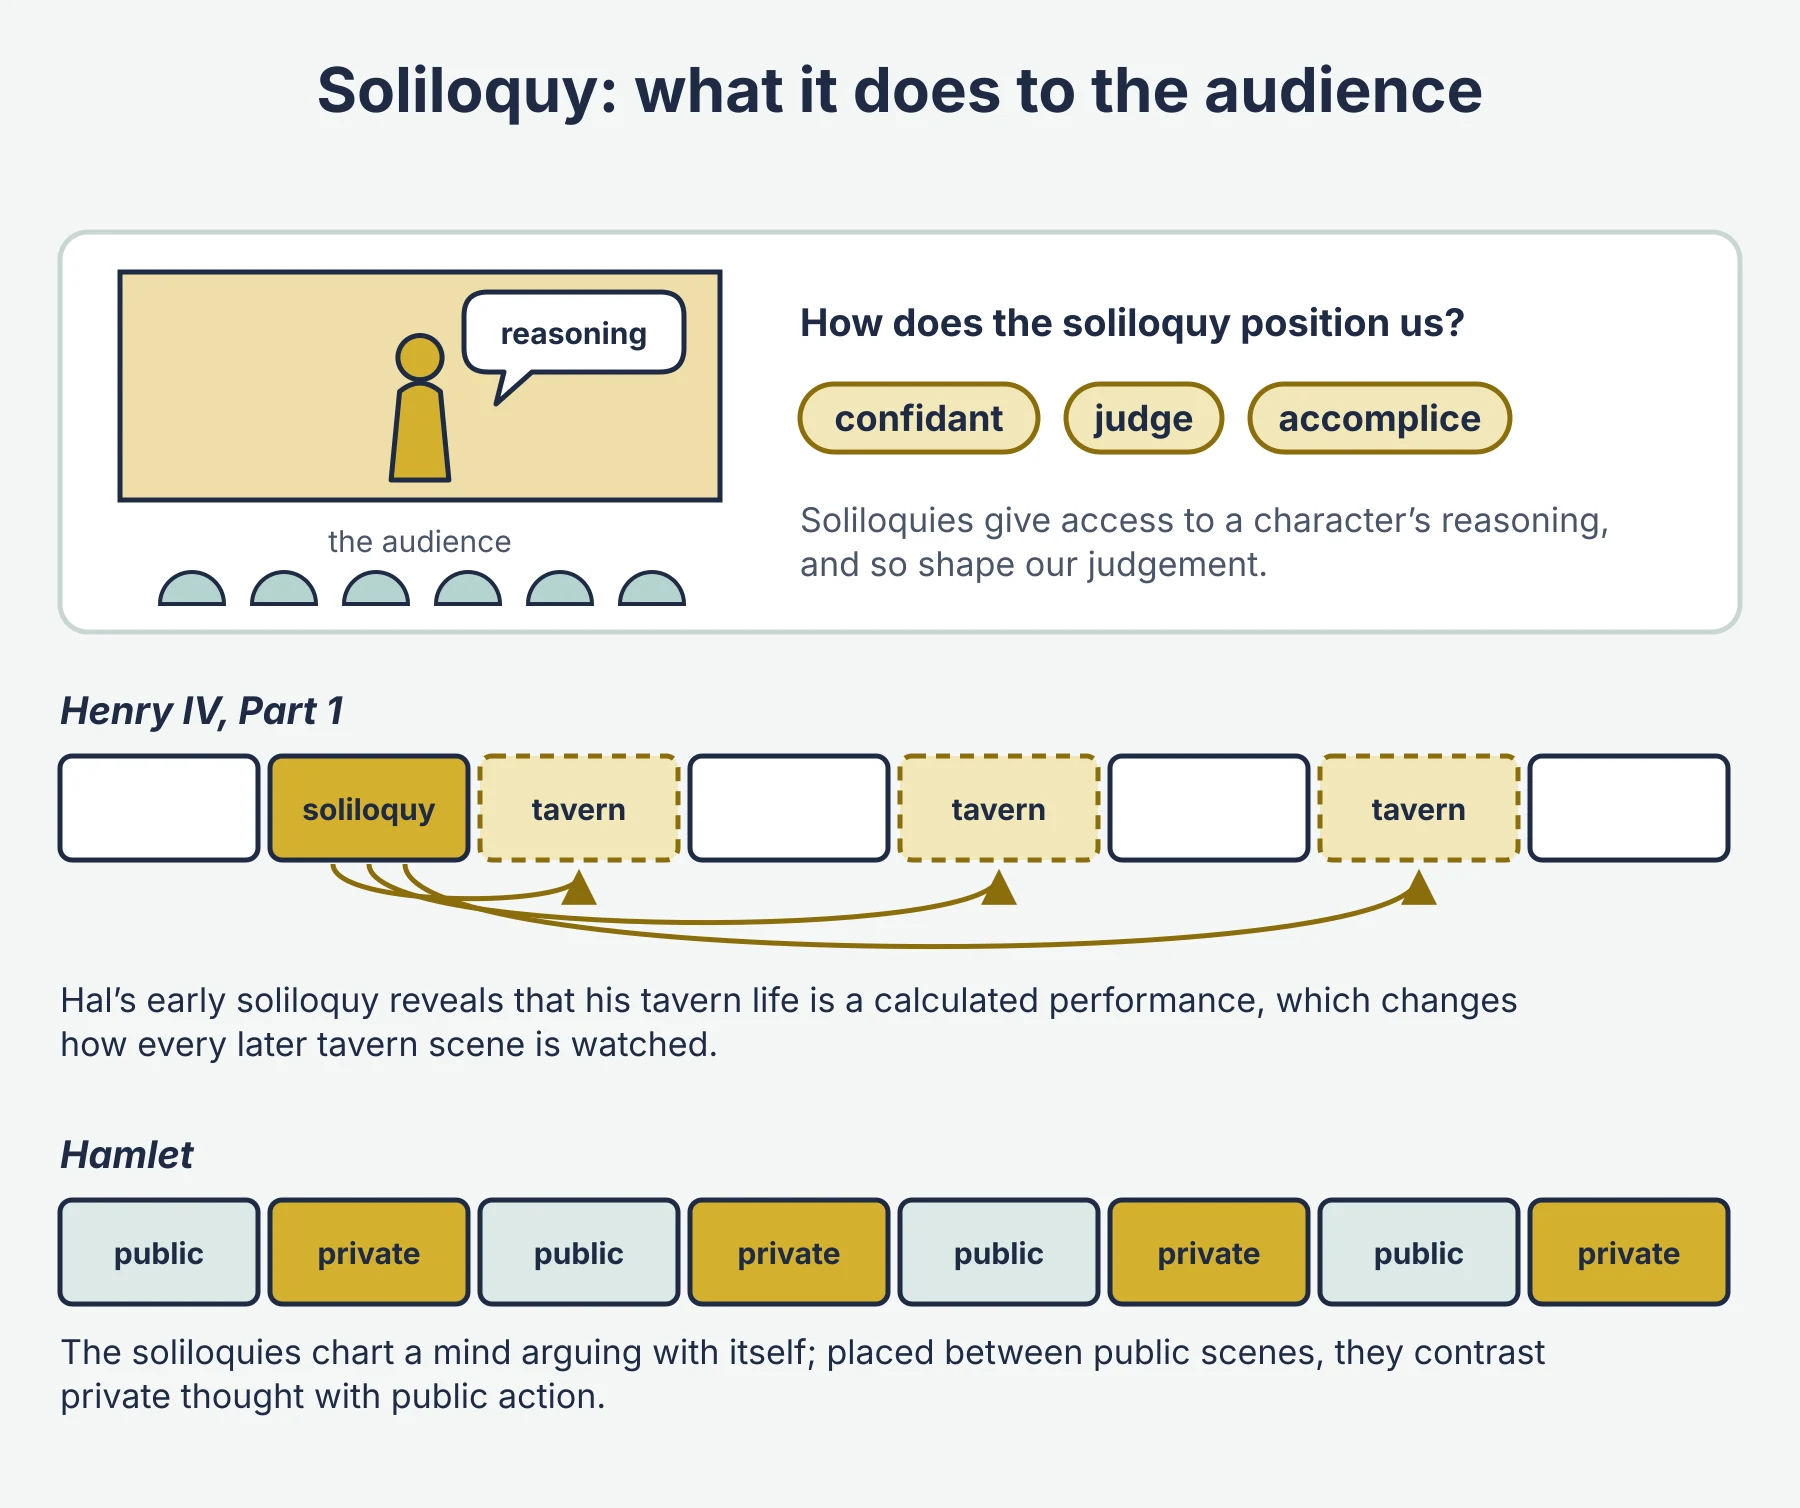 Soliloquy: what it does to the audience
reasoning
the audience
How does the soliloquy position us?
confidant
judge
accomplice
Soliloquies give access to a character’s reasoning,
and so shape our judgement.
Henry IV, Part 1
soliloquy
tavern
tavern
tavern
Hal’s early soliloquy reveals that his tavern life is a calculated performance, which changes
how every later tavern scene is watched.
Hamlet
public
private
public
private
public
private
public
private
The soliloquies chart a mind arguing with itself; placed between public scenes, they contrast
private thought with public action.